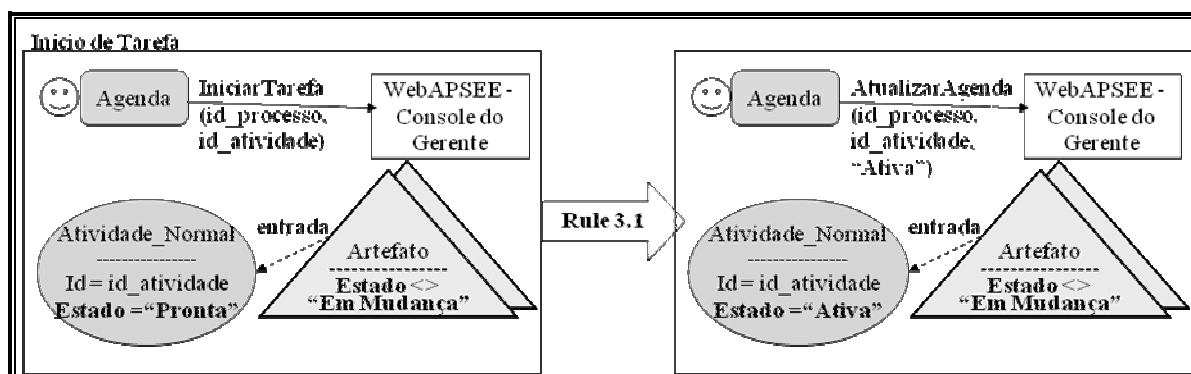 Inicio de Tarefa
Agenda
IniciarTarefa
(id_processo,
id_atividade)
WebAPSEE -
Console do
Gerente
Atividade_Normal
-----------------
Id = id_atividade
Estado = “Pronta”
entrada
Artefato
-----------------
Estado <>
“Em Mudança”
Rule 3.1
Agenda
AtualizarAgenda
(id_processo,
id_atividade,
“Ativa”)
WebAPSEE -
Console do
Gerente
Atividade_Normal
-----------------
Id = id_atividade
Estado = “Ativa”
entrada
Artefato
-----------------
Estado <>
“Em Mudança”